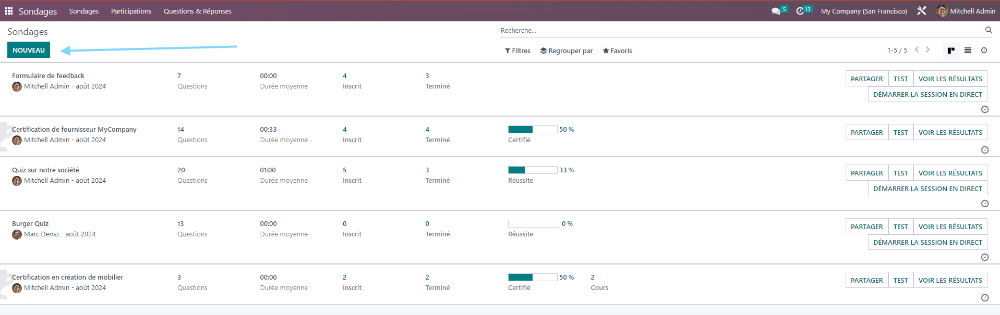 Sondages Sondages Participations Questions & Réponses 5 13 My Company (San Francisco) Mitchell Admin
Sondages Recherche...
NOUVEAU Filtres Regrouper par Favoris 1-5 / 5
Formulaire de feedback 7 00:00 4 3 PARTAGER TEST VOIR LES RÉSULTATS
Mitchell Admin - août 2024 Questions Durée moyenne Inscrit Terminé
DÉMARRER LA SESSION EN DIRECT
Certification de fournisseur MyCompany 14 00:33 4 4 50 % PARTAGER TEST VOIR LES RÉSULTATS
Mitchell Admin - août 2024 Questions Durée moyenne Inscrit Terminé Certifié
Quiz sur notre société 20 01:00 5 3 33 % PARTAGER TEST VOIR LES RÉSULTATS
Mitchell Admin - août 2024 Questions Durée moyenne Inscrit Terminé Réussite
DÉMARRER LA SESSION EN DIRECT
Burger Quiz 13 00:00 0 0 0 % PARTAGER TEST VOIR LES RÉSULTATS
Marc Demo - août 2024 Questions Durée moyenne Inscrit Terminé Réussite
DÉMARRER LA SESSION EN DIRECT
Certification en création de mobilier 3 00:00 2 2 50 % 2 PARTAGER TEST VOIR LES RÉSULTATS
Mitchell Admin - août 2024 Questions Durée moyenne Inscrit Terminé Certifié Cours